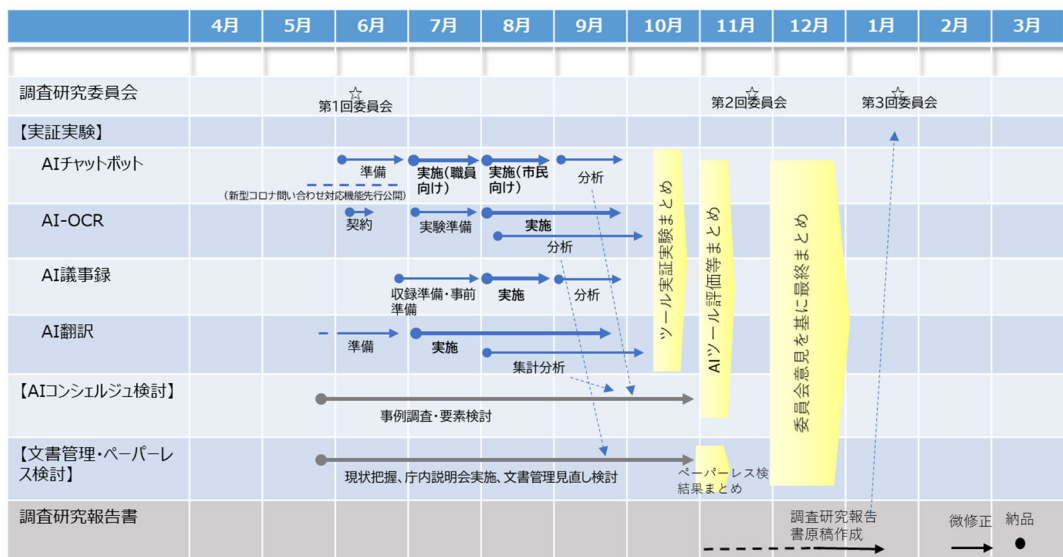 4月 5月 6月 7月 8月 9月 10月 11月 12月 1月 2月 3月
調査研究委員会
☆
第1回委員会
☆
第2回委員会
☆
第3回委員会
【実証実験】
AIチャットボット
準備
実施(職員
向け)
実施(市民
向け)
分析
(新型コロナ問い合わせ対応機能先行公開)
AI-OCR
契約
実験準備
実施
分析
AI議事録
収録準備・事前
準備
実施
分析
AI翻訳
準備
実施
集計分析
ツール実証実験まとめ
AIツール評価等まとめ
委員会意見を基に最終まとめ
【AIコンシェルジュ検討】
事例調査・要素検討
【文書管理・ペーパーレ
ス検討】
現状把握、庁内説明会実施、文書管理見直し検討
ペーパーレス検
結果まとめ
調査研究報告書
調査研究報告
書原稿作成
微修正
納品